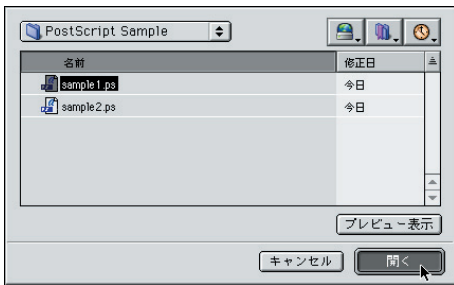 PostScript Sample
名前 修正日
sample1.ps 今日
sample2.ps 今日
プレビュー表示
キャンセル 開く